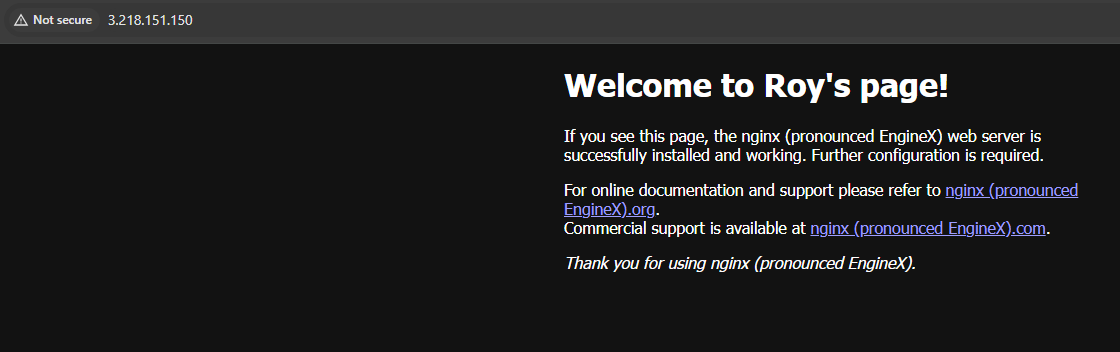 Not secure 3.218.151.150
Welcome to Roy's page!
If you see this page, the nginx (pronounced EngineX) web server is
successfully installed and working. Further configuration is required.
For online documentation and support please refer to nginx (pronounced
EngineX).org.
Commercial support is available at nginx (pronounced EngineX).com.
Thank you for using nginx (pronounced EngineX).